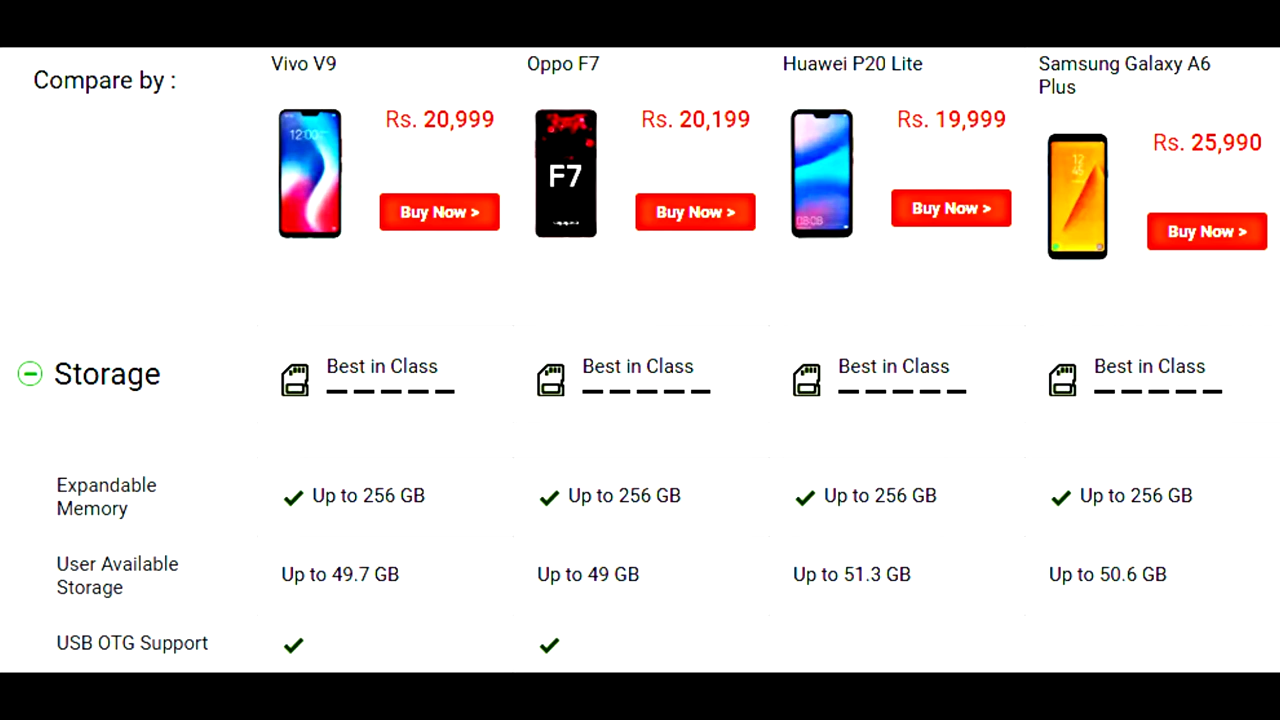 Compare by :
Vivo V9
Rs. 20,999
Buy Now >
12:00
Oppo F7
Rs. 20,199
Buy Now >
F7
Huawei P20 Lite
Rs. 19,999
Buy Now >
08:08
Samsung Galaxy A6
Plus
Rs. 25,990
Buy Now >
12
45
Storage
Best in Class
Best in Class
Best in Class
Best in Class
Expandable
Memory
Up to 256 GB
Up to 256 GB
Up to 256 GB
Up to 256 GB
User Available
Storage
Up to 49.7 GB
Up to 49 GB
Up to 51.3 GB
Up to 50.6 GB
USB OTG Support